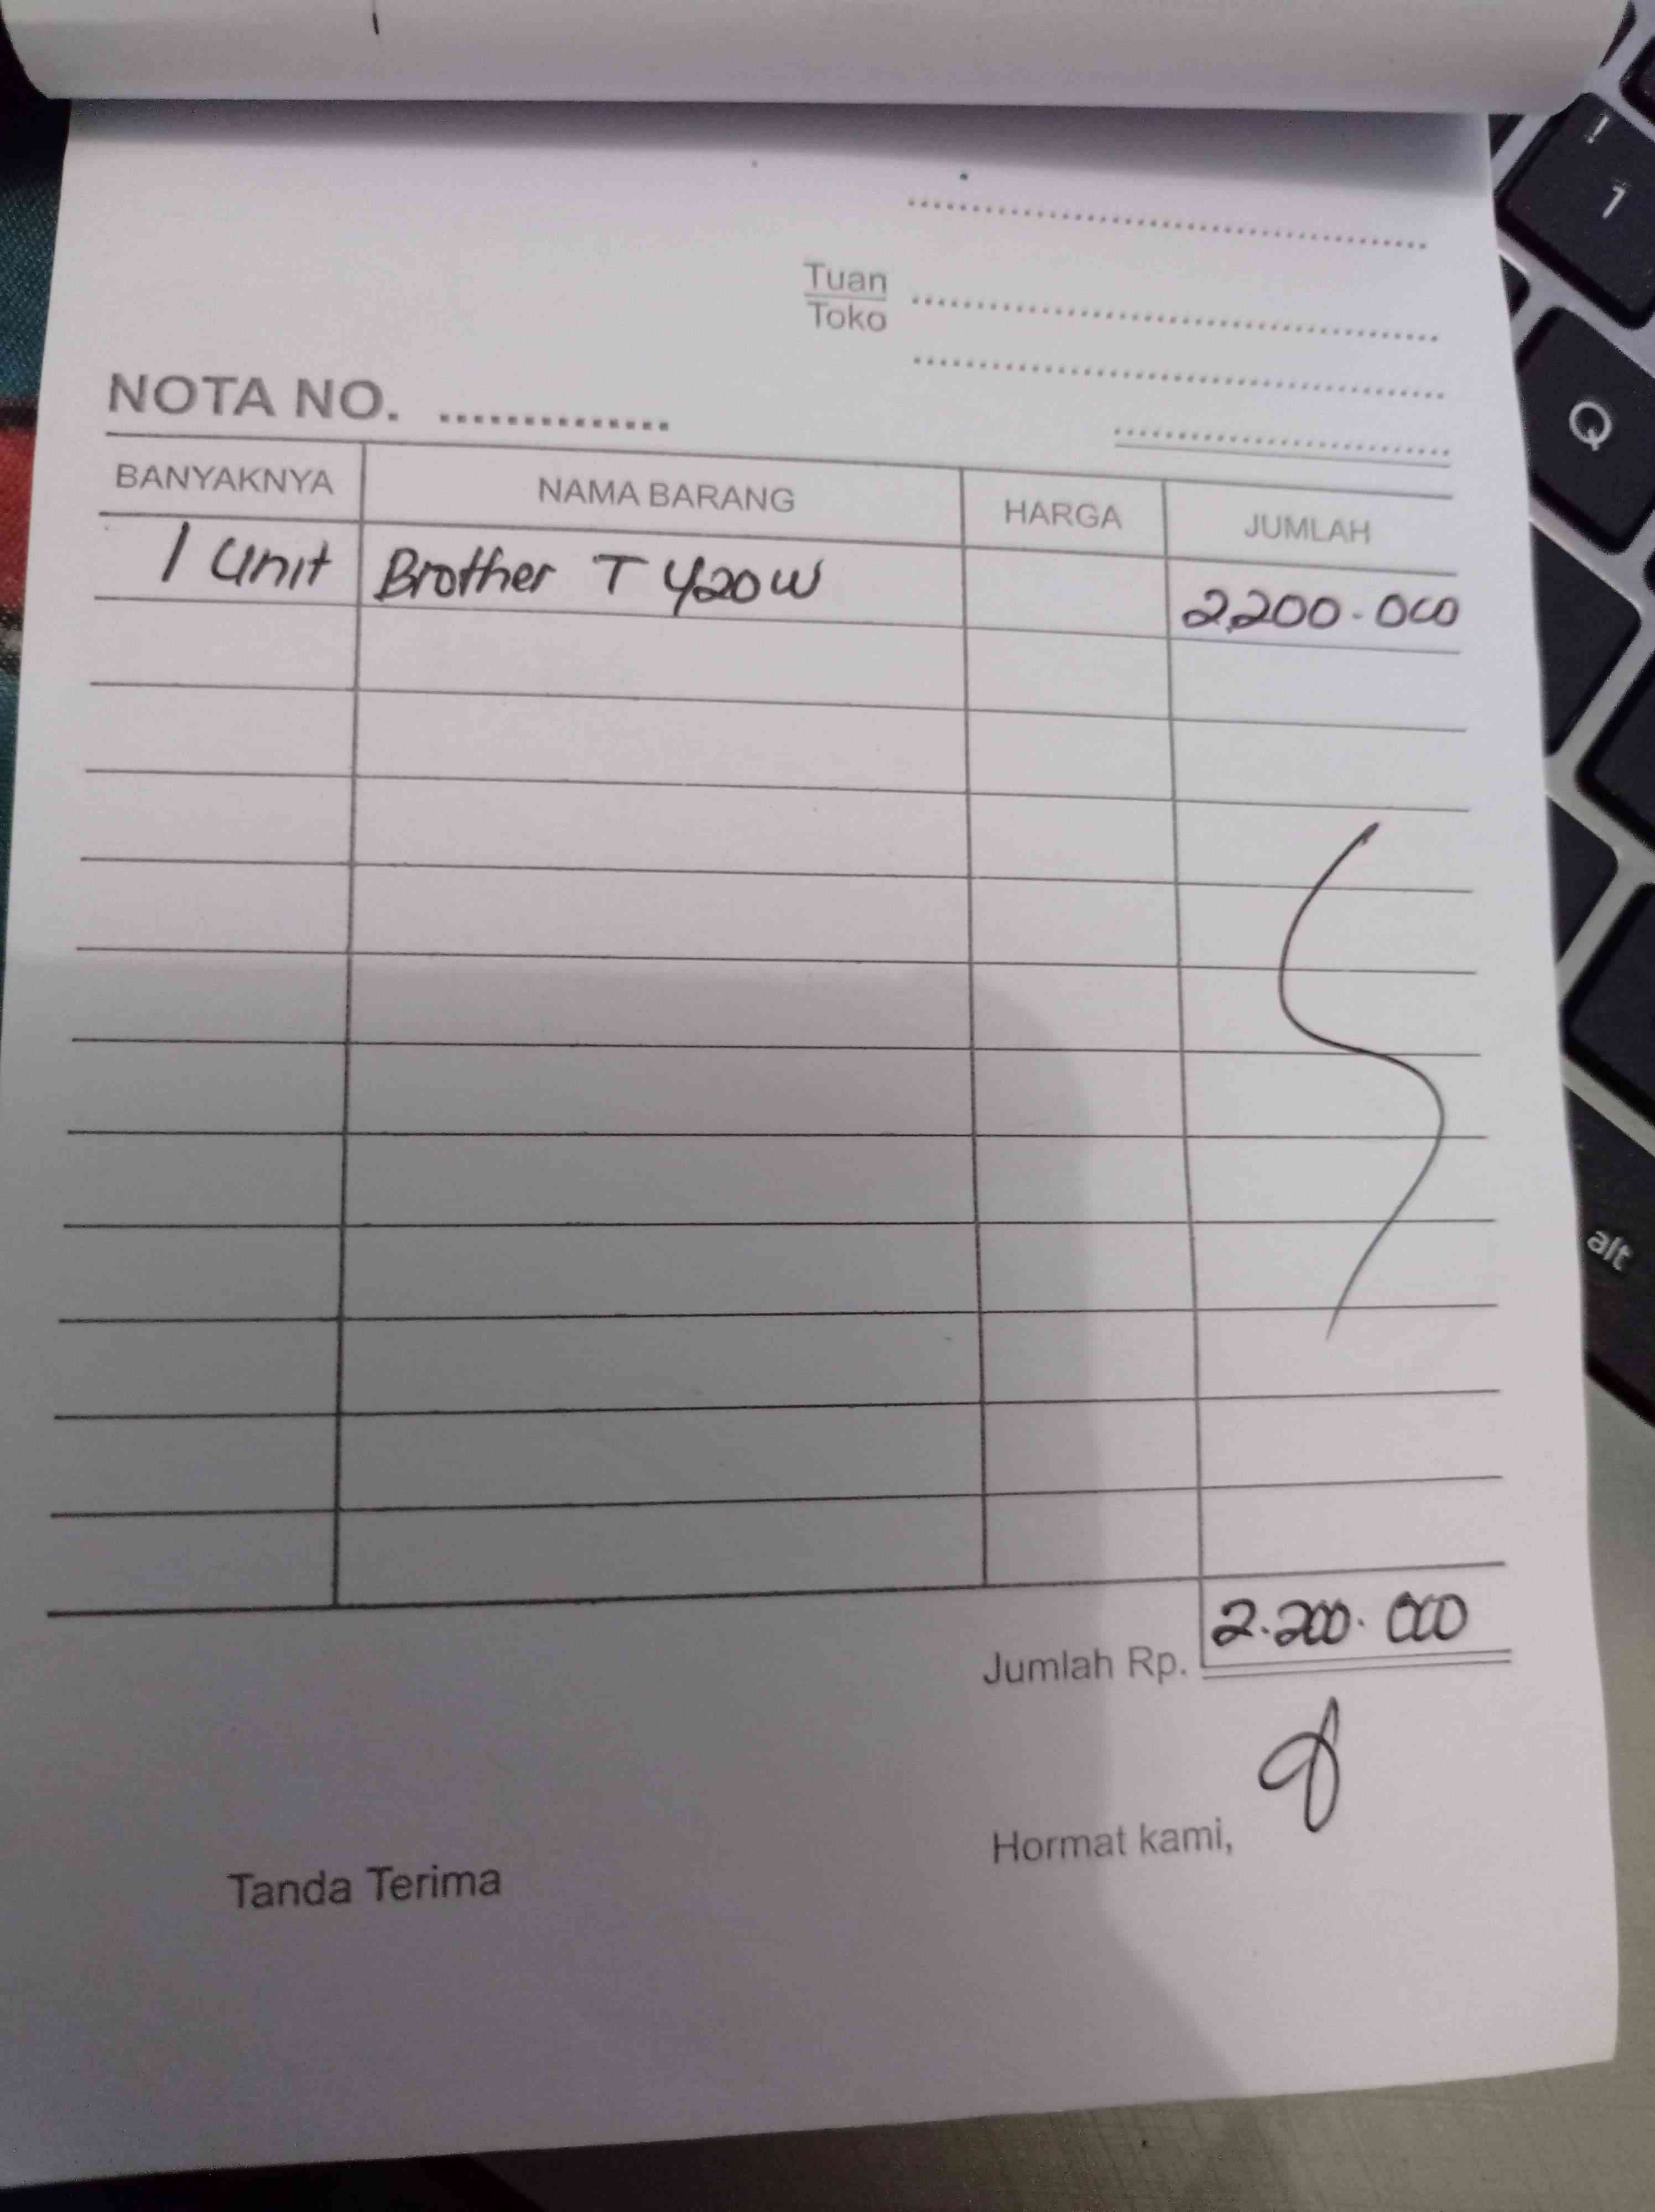 Tuan
Toko
NOTA NO.
BANYAKNYA NAMA BARANG HARGA JUMLAH
1 Unit Brother T 420W 2.200.000
Jumlah Rp. 2.200.000
Hormat kami,
Tanda Terima
!
1
Q
alt